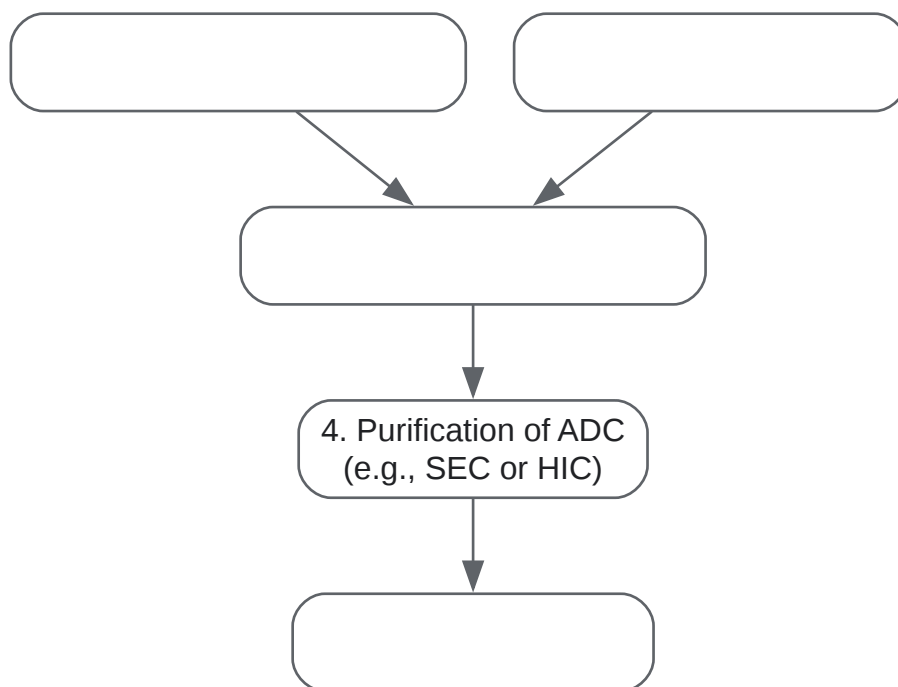 4. Purification of ADC
(e.g., SEC or HIC)